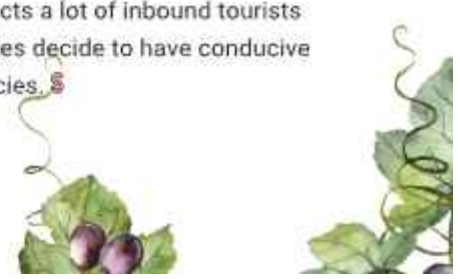 cts a lot of inbound tourists
es decide to have conducive
cies.